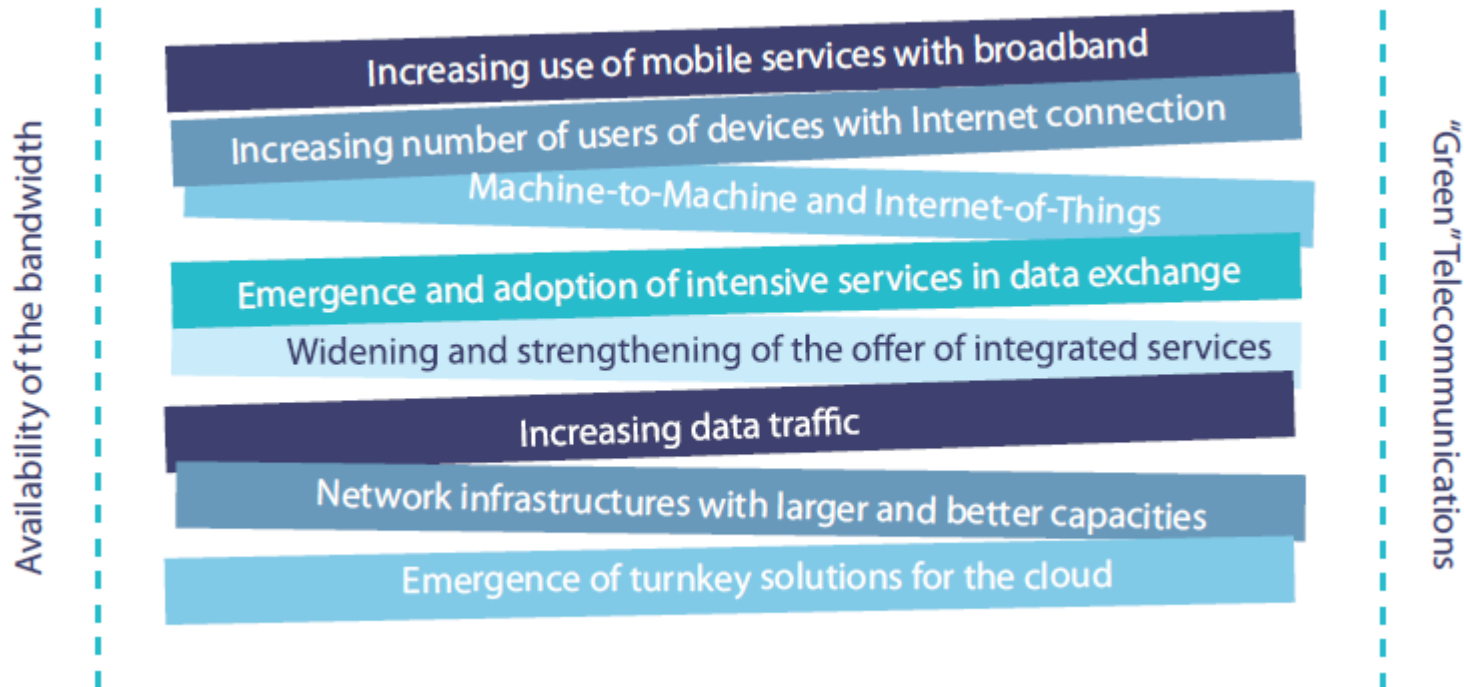 Availability of the bandwidth
Increasing use of mobile services with broadband
Increasing number of users of devices with Internet connection
Machine-to-Machine and Internet-of-Things
Emergence and adoption of intensive services in data exchange
Widening and strengthening of the offer of integrated services
Increasing data traffic
Network infrastructures with larger and better capacities
Emergence of turnkey solutions for the cloud
“Green” Telecommunications